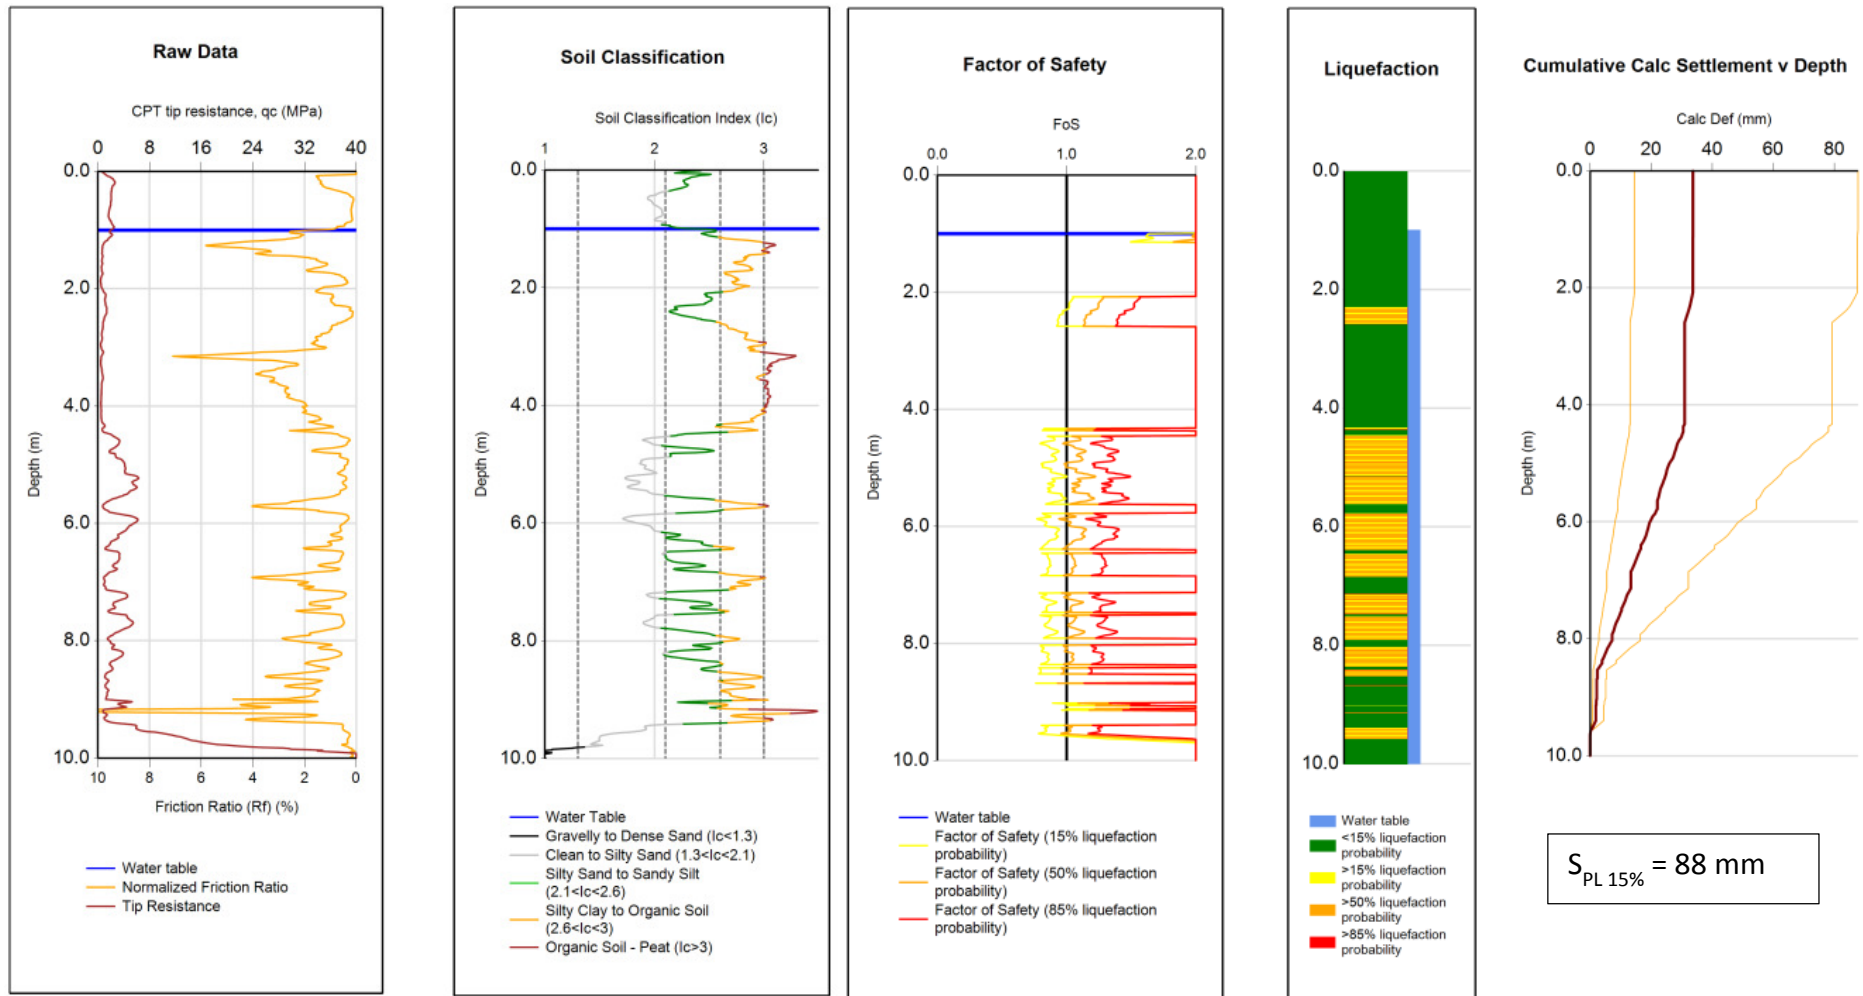 Raw Data
CPT tip resistance, qc (MPa)
0 8 16 24 32 40
0.0
2.0
4.0
6.0
8.0
10.0
Depth (m)
10 8 6 4 2 0
Friction Ratio (Rf) (%)
Water table
Normalized Friction Ratio
Tip Resistance
Soil Classification
Soil Classification Index (Ic)
1 2 3
0.0
2.0
4.0
6.0
8.0
10.0
Depth (m)
Water Table
Gravelly to Dense Sand (Ic<1.3)
Clean to Silty Sand (1.3<Ic<2.1)
Silty Sand to Sandy Silt
(2.1<Ic<2.6)
Silty Clay to Organic Soil
(2.6<Ic<3)
Organic Soil - Peat (Ic>3)
Factor of Safety
FoS
0.0 1.0 2.0
0.0
2.0
4.0
6.0
8.0
10.0
Depth (m)
Water table
Factor of Safety (15% liquefaction
probability)
Factor of Safety (50% liquefaction
probability)
Factor of Safety (85% liquefaction
probability)
Liquefaction
0.0
2.0
4.0
6.0
8.0
10.0
Water table
<15% liquefaction
probability
>15% liquefaction
probability
>50% liquefaction
probability
>85% liquefaction
probability
Cumulative Calc Settlement v Depth
Calc Def (mm)
0 20 40 60 80
0.0
2.0
4.0
6.0
8.0
10.0
Depth (m)
S PL 15% = 88 mm